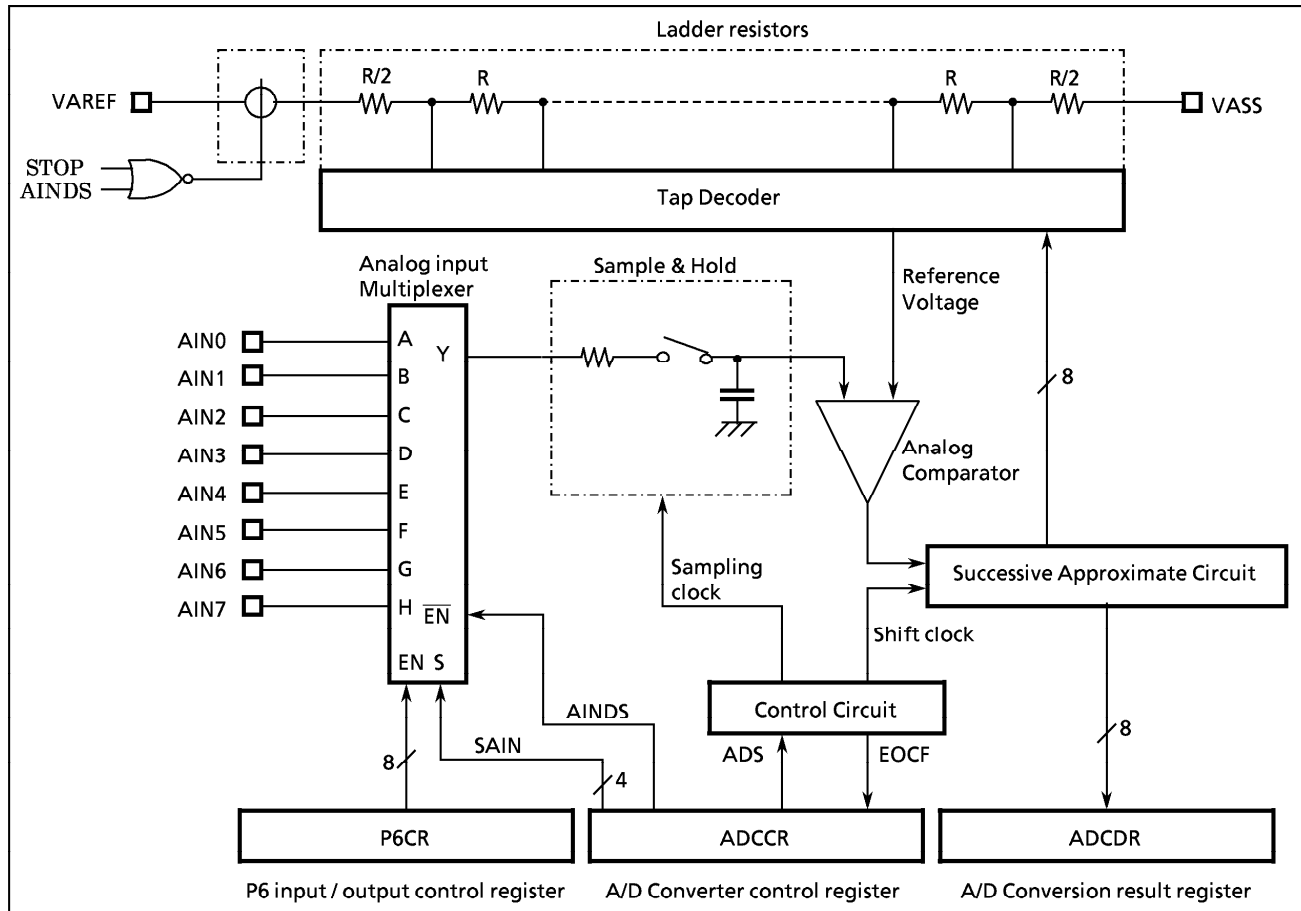 Ladder resistors
R/2
R
R
R/2
VAREF
VASS
STOP
AINDS
Tap Decoder
Analog input
Multiplexer
Sample & Hold
Reference
Voltage
AIN0
AIN1
AIN2
AIN3
AIN4
AIN5
AIN6
AIN7
A
B
C
D
E
F
G
H
Y
EN
EN S
8
Analog
Comparator
Sampling
clock
Successive Approximate Circuit
Shift clock
Control Circuit
AINDS
SAIN
ADS
EOCF
8
4
8
P6CR
ADCCR
ADCDR
P6 input / output control register
A/D Converter control register
A/D Conversion result register